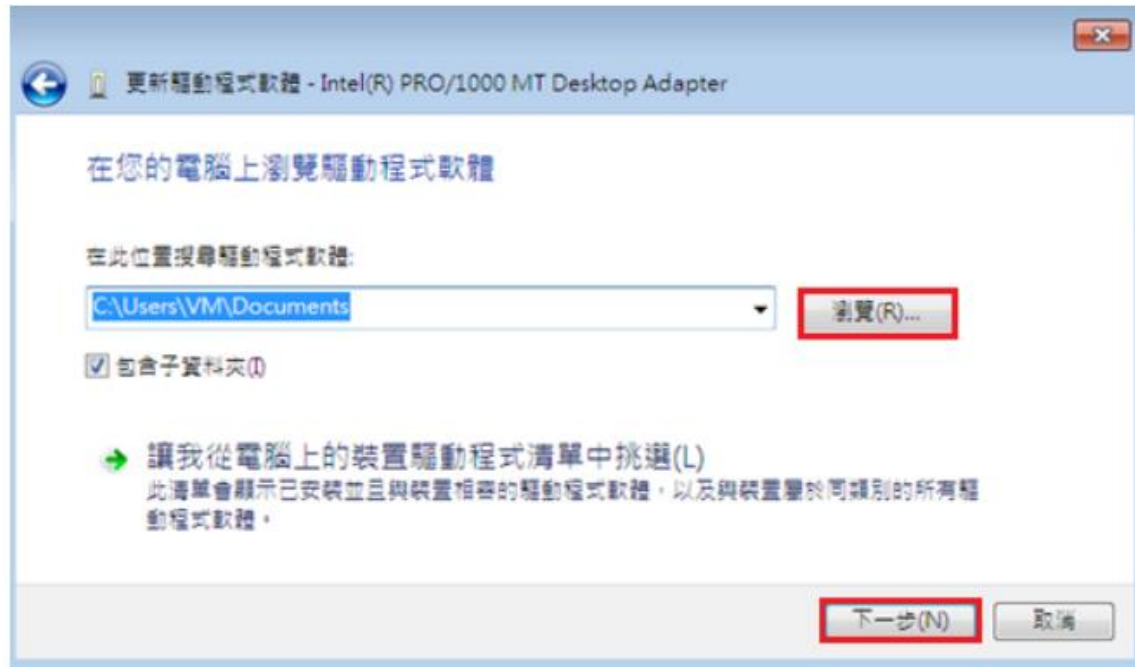 更新驅動程式軟體 - Intel(R) PRO/1000 MT Desktop Adapter
在您的電腦上瀏覽驅動程式軟體
在此位置搜尋驅動程式軟體:
C:\Users\VM\Documents
瀏覽(R)...
包含子資料夾(I)
讓我從電腦上的裝置驅動程式清單中挑選(L)
此清單會顯示已安裝並且與裝置相容的驅動程式軟體，以及與裝置屬於同類別的所有驅
動程式軟體。
下一步(N)
取消